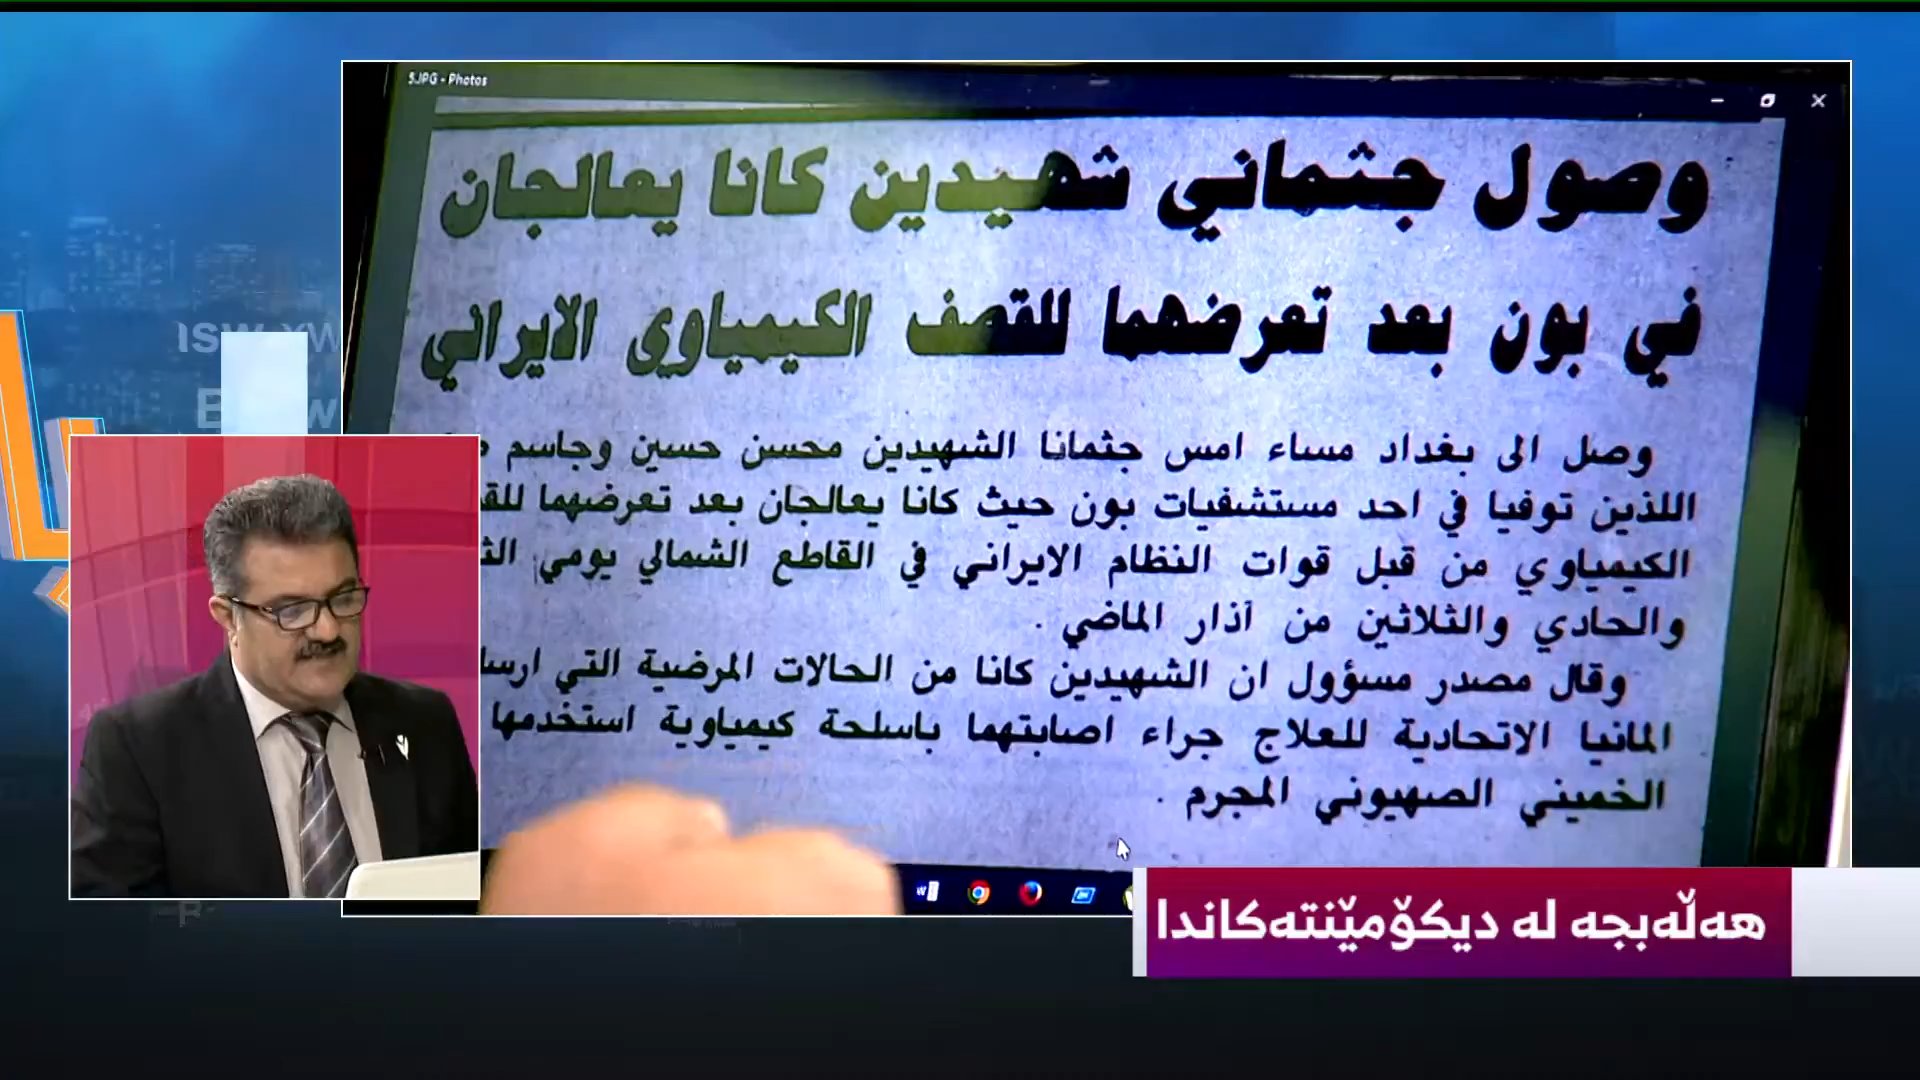 5.JPG - Photos
وصول جثماني شهيدين كانا يعالجان
في بون بعد تعرضهما للقصف الكيمياوي الايراني
وصل الى بغداد مساء امس جثمانا الشهيدين محسن حسين وجاسم
اللذين توفيا في احد مستشفيات بون حيث كانا يعالجان بعد تعرضهما
الكيمياوي من قبل قوات النظام الايراني في القاطع الشمالي يومي
والحادي والثلاثين من آذار الماضي .
وقال مصدر مسؤول ان الشهيدين كانا من الحالات المرضية التي
المانيا الاتحادية للعلاج جراء اصابتهما باسلحة كيمياوية استخدمها
الخميني الصهيوني المجرم .
هەڵەبجە لە دیکۆمێنتەکاندا